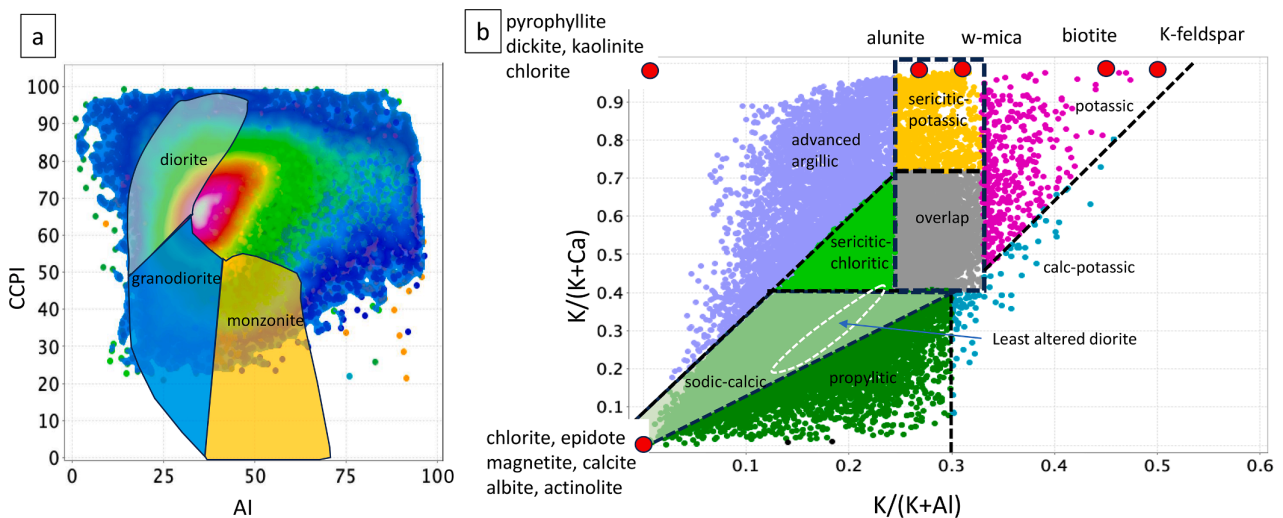 a
100
90
80
70
60
50
40
30
20
10
0
CCPI
diorite
granodiorite
monzonite
0
25
50
75
100
AI
b
pyrophyllite
dickite, kaolinite
chlorite
alunite
w-mica
biotite
K-feldspar
0.9
0.8
0.7
0.6
0.5
0.4
0.3
0.2
0.1
K/(K+Ca)
advanced
argillic
sericitic-
potassic
potassic
overlap
sericitic-
chloritic
calc-potassic
Least altered diorite
sodic-calcic
propylitic
chlorite, epidote
magnetite, calcite
albite, actinolite
0.1
0.2
0.3
0.4
0.5
0.6
K/(K+Al)